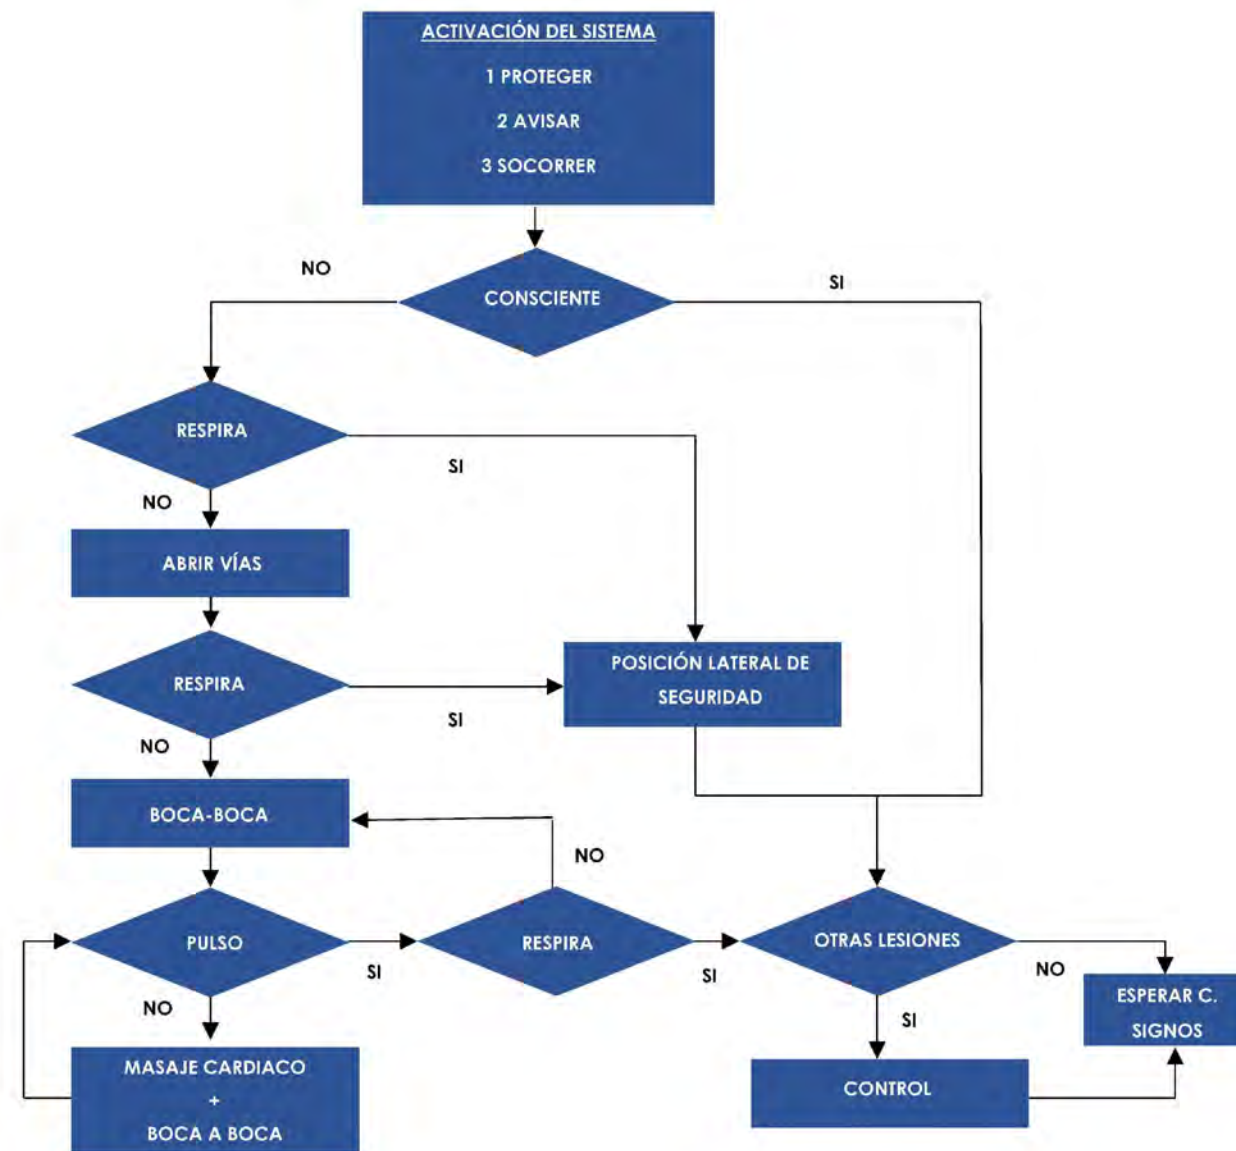 ACTIVACIÓN DEL SISTEMA
1 PROTEGER
2 AVISAR
3 SOCORRER
NO
SI
CONSCIENTE
RESPIRA
SI
NO
ABRIR VÍAS
RESPIRA
SI
NO
POSICIÓN LATERAL DE
SEGURIDAD
BOCA-BOCA
NO
PULSO
SI
RESPIRA
SI
OTRAS LESIONES
NO
NO
SI
ESPERAR C.
SIGNOS
MASAJE CARDIACO
+
BOCA A BOCA
CONTROL